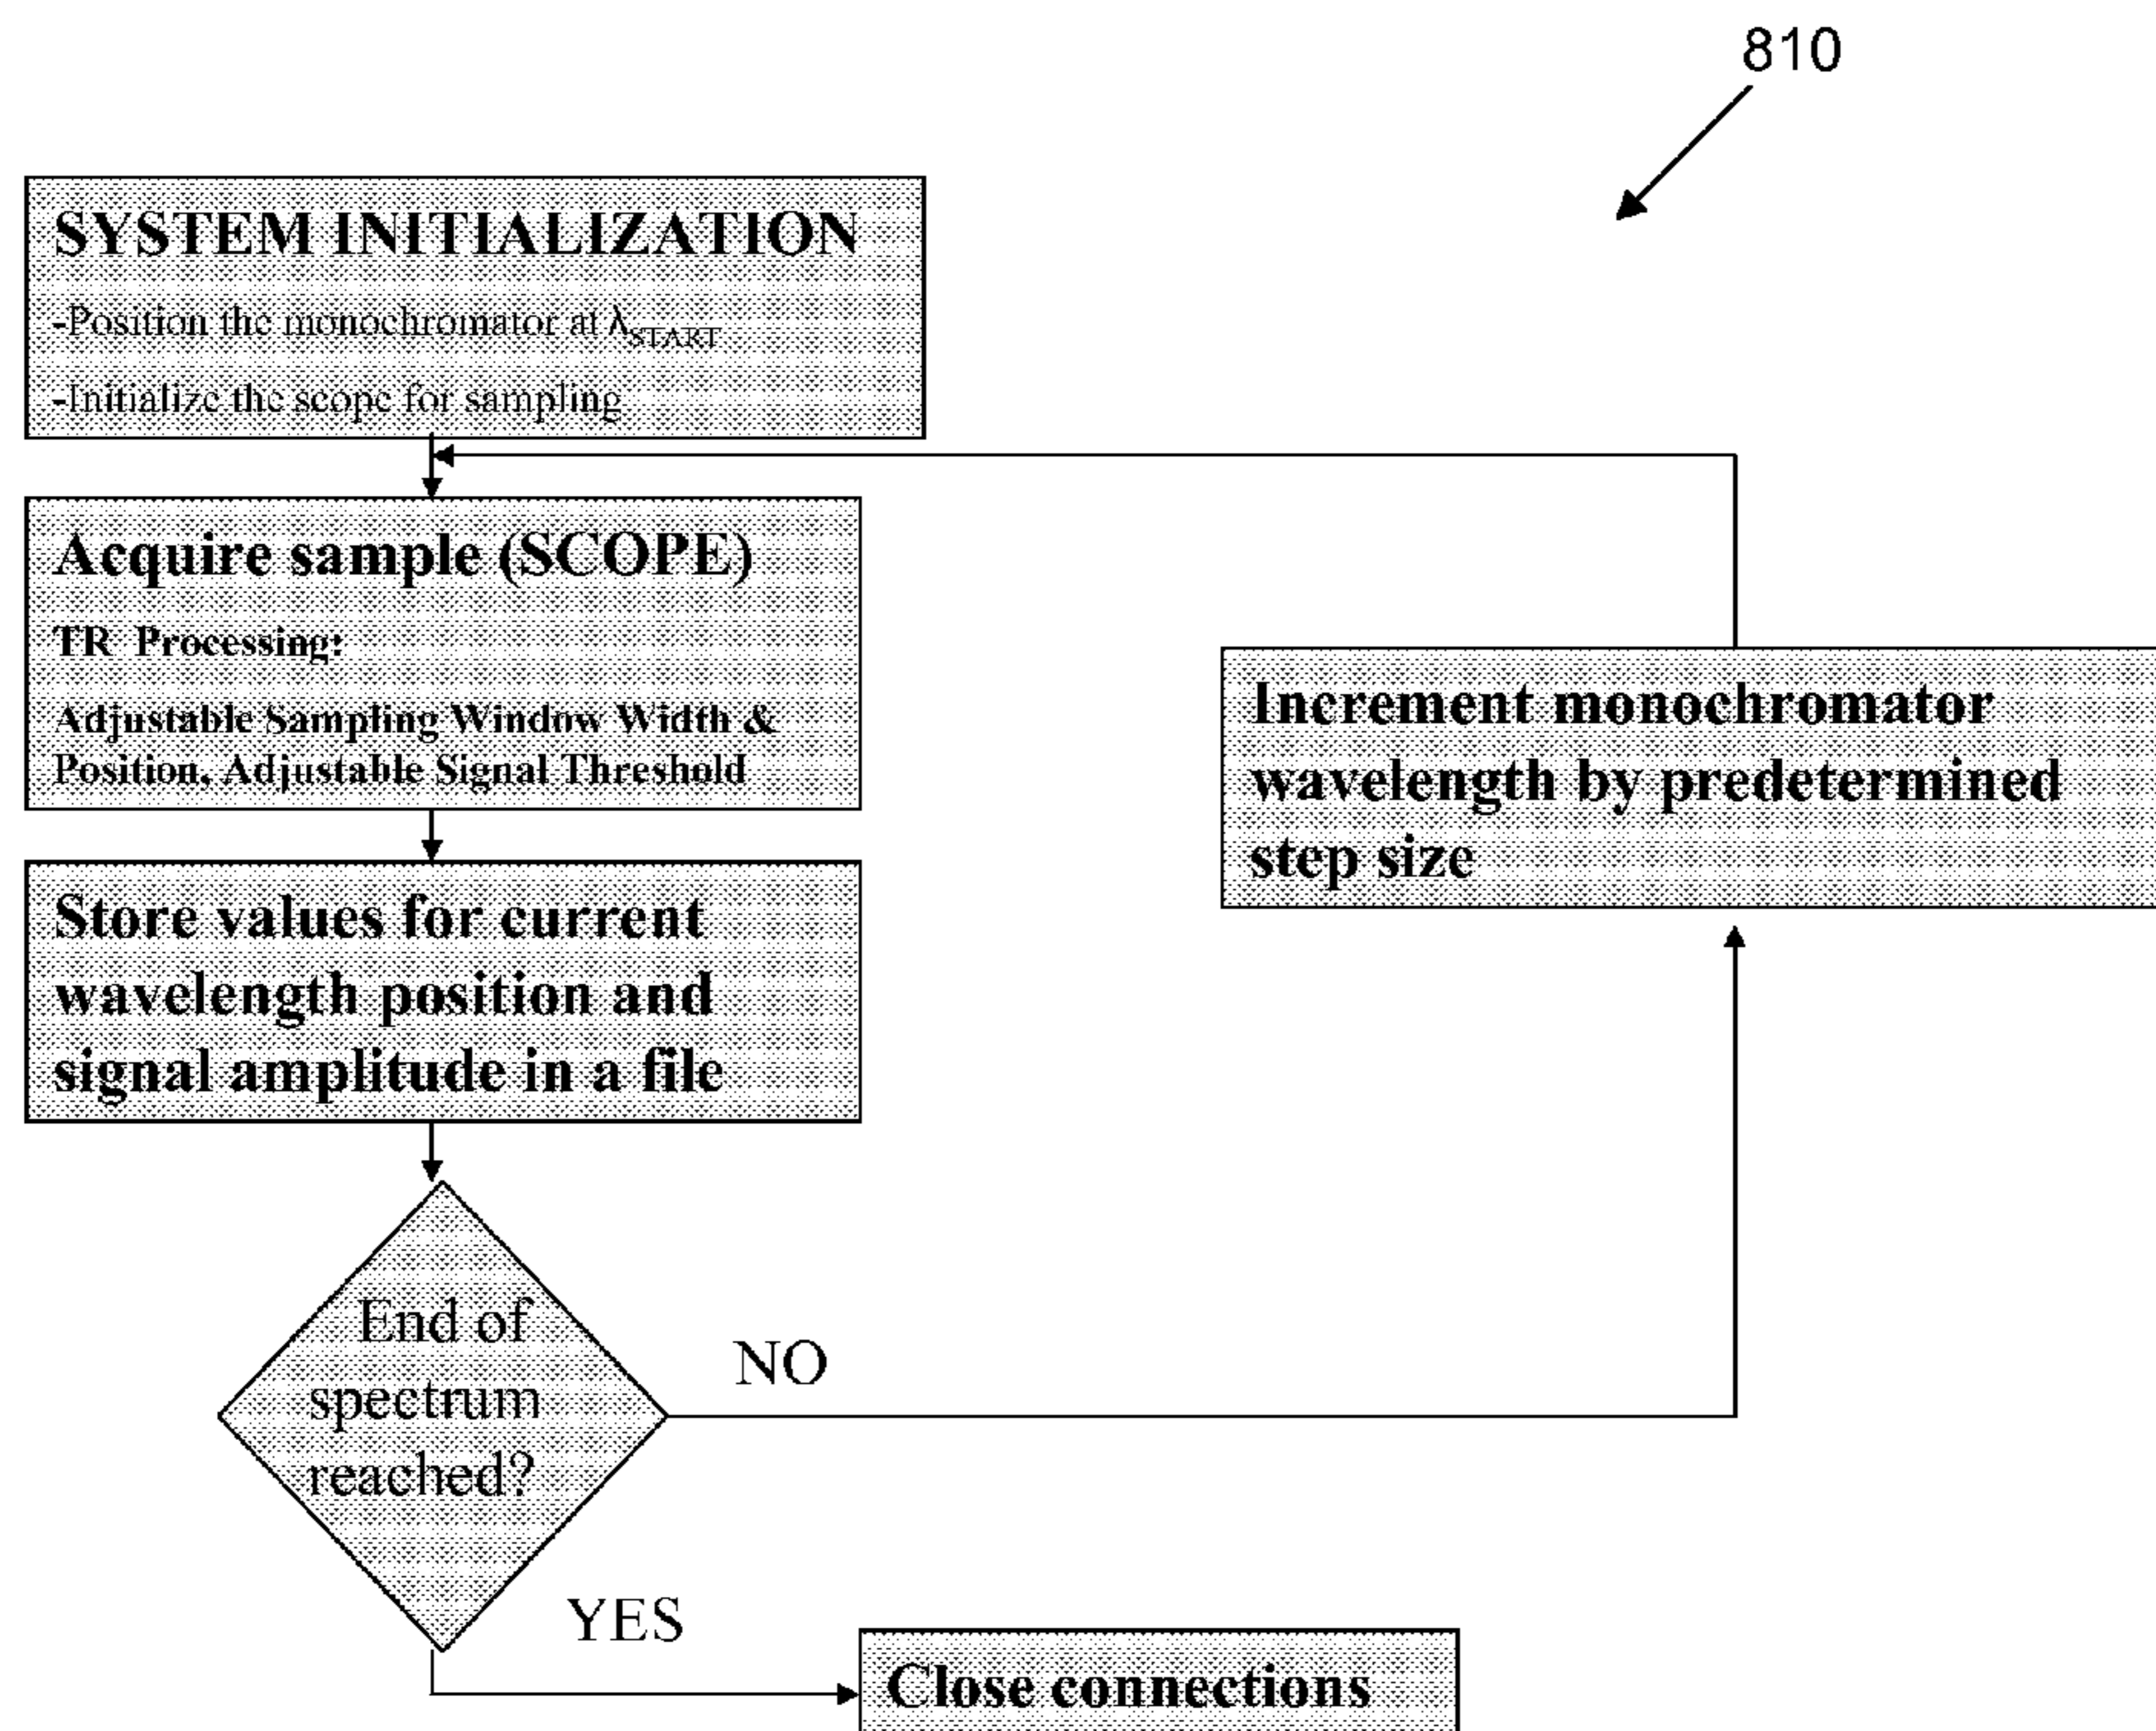 810
SYSTEM INITIALIZATION
-Position the monochromator at λSTART
-Initialize the scope for sampling
Acquire sample (SCOPE)
TR Processing:
Adjustable Sampling Window Width &
Position, Adjustable Signal Threshold
Increment monochromator
wavelength by predetermined
step size
Store values for current
wavelength position and
signal amplitude in a file
End of
spectrum
reached?
NO
YES
Close connections